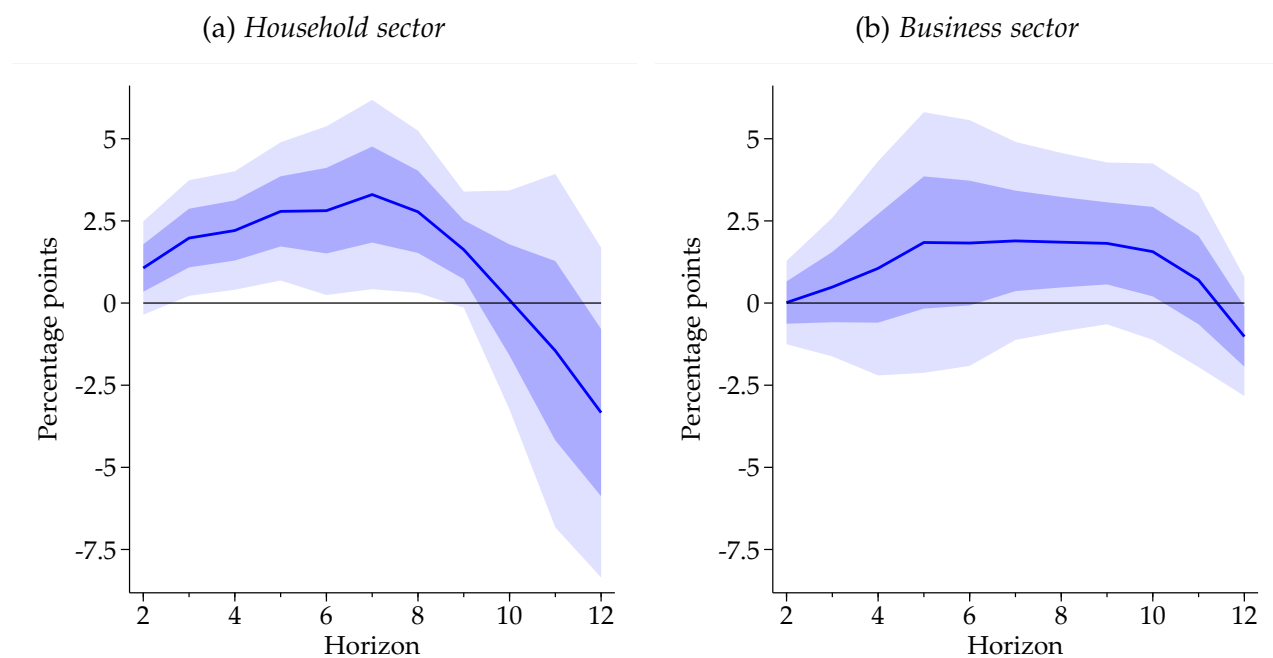 (a) Household sector
Percentage points
5
2.5
0
-2.5
-5
-7.5
2 4 6 8 10 12
Horizon
(b) Business sector
Percentage points
5
2.5
0
-2.5
-5
-7.5
2 4 6 8 10 12
Horizon